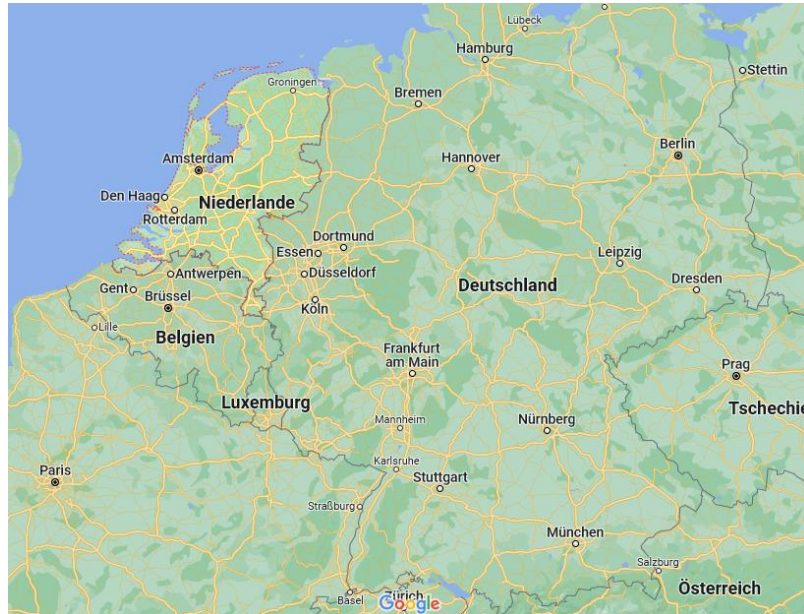 Lübeck
Hamburg
Stettin
Groningen
Bremen
Berlin
Amsterdam
Hannover
Den Haag
Niederlande
Rotterdam
Dortmund
Essen
Leipzig
Antwerpen
Düsseldorf
Dresden
Gent
Deutschland
Brüssel
Köln
Lille
Belgien
Frankfurt
am Main
Prag
Luxemburg
Tschechie
Mannheim
Nürnberg
Paris
Karlsruhe
Stuttgart
Straßburg
München
Salzburg
Österreich
Basel
Zürich
Google